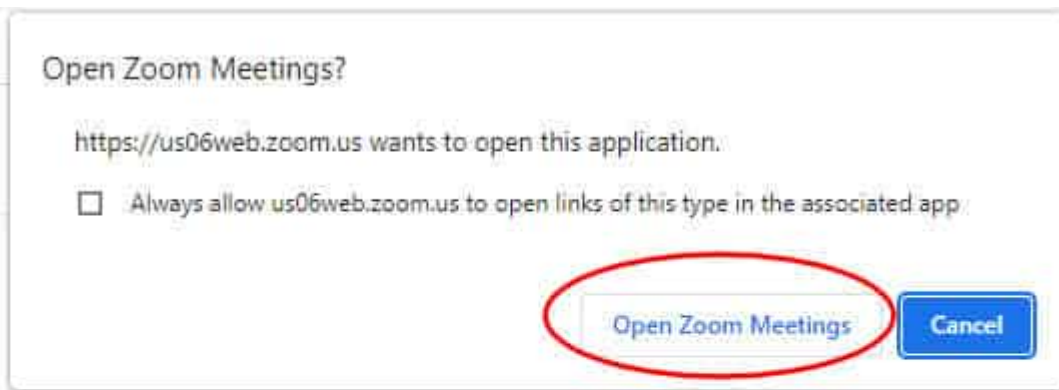 Open Zoom Meetings?
https://us06web.zoom.us wants to open this application.
Always allow us06web.zoom.us to open links of this type in the associated app
Open Zoom Meetings
Cancel